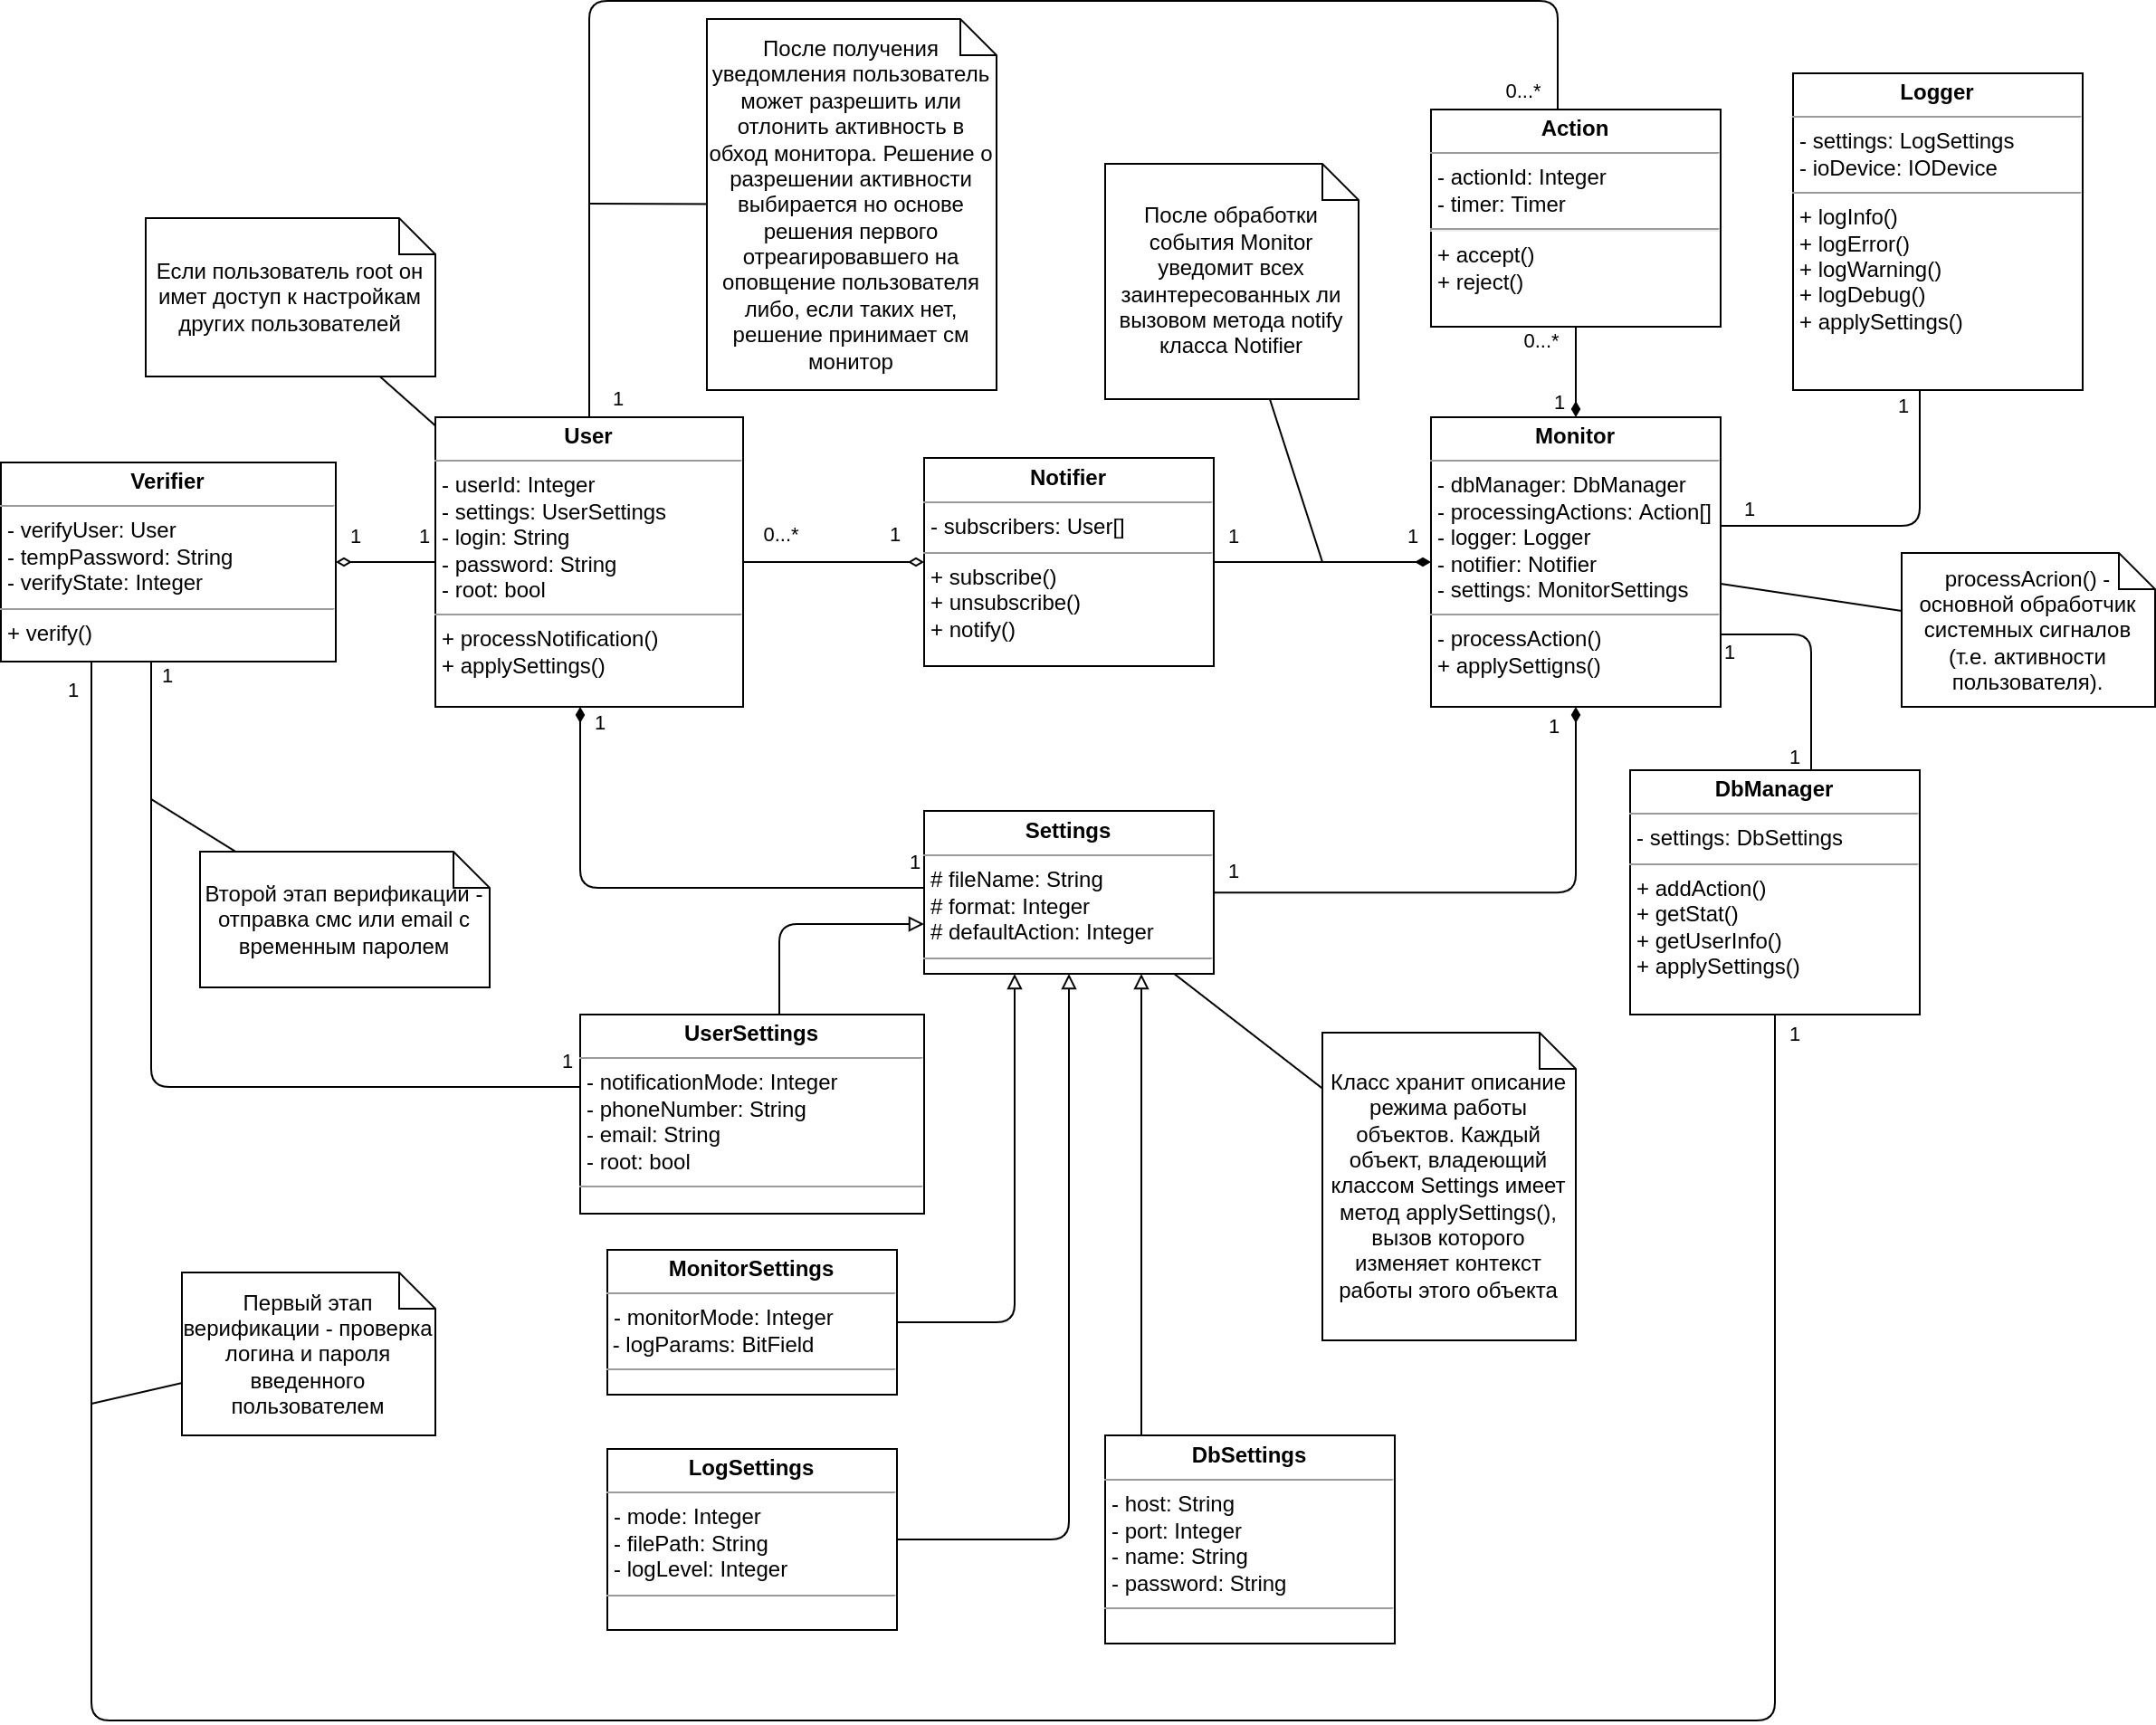 После получения
уведомления пользователь
может разрешить или
отлонить активность в
обход монитора. Решение о
разрешении активности
выбирается но основе
решения первого
отреагировавшего на
оповщение пользователя
либо, если таких нет,
решение принимает см
монитор
0...*
Action
- actionId: Integer
- timer: Timer
+ accept()
+ reject()
0...*
1
Logger
- settings: LogSettings
- ioDevice: IODevice
+ logInfo()
+ logError()
+ logWarning()
+ logDebug()
+ applySettings()
1
1
Если пользователь root он
имет доступ к настройкам
других пользователей
После обработки
события Monitor
уведомит всех
заинтересованных ли
вызовом метода notify
класса Notifier
1
Verifier
- verifyUser: User
- tempPassword: String
- verifyState: Integer
+ verify()
1
1
User
- userId: Integer
- settings: UserSettings
- login: String
- password: String
- root: bool
+ processNotification()
+ applySettings()
0...*
1
Notifier
- subscribers: User[]
+ subscribe()
+ unsubscribe()
+ notify()
1
1
Monitor
- dbManager: DbManager
- processingActions: Action[]
- logger: Logger
- notifier: Notifier
- settings: MonitorSettings
- processAction()
+ applySettigns()
processAcrion() -
основной обработчик
системных сигналов
(т.е. активности
пользователя).
1
1
1
1
1
1
1
1
1
Второй этап верификации -
отправка смс или email с
временным паролем
Settings
# fileName: String
# format: Integer
# defaultAction: Integer
DbManager
- settings: DbSettings
+ addAction()
+ getStat()
+ getUserInfo()
+ applySettings()
1
1
UserSettings
- notificationMode: Integer
- phoneNumber: String
- email: String
- root: bool
Класс хранит описание
режима работы
объектов. Каждый
объект, владеющий
классом Settings имеет
метод applySettings(),
вызов которого
изменяет контекст
работы этого объекта
Первый этап
верификации - проверка
логина и пароля
введенного
пользователем
MonitorSettings
- monitorMode: Integer
- logParams: BitField
LogSettings
- mode: Integer
- filePath: String
- logLevel: Integer
DbSettings
- host: String
- port: Integer
- name: String
- password: String